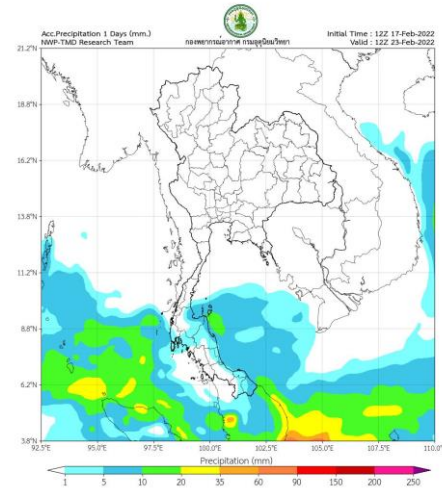 Acc.Precipitation 1 Days (mm.)
NWP-TMD Research Team
กองพยากรณ์อากาศ กรมอุตุนิยมวิทยา
Initial Time : 12Z 17-Feb-2022
Valid : 12Z 23-Feb-2022
21.2°N
18.8°N
16.2°N
13.8°N
11.2°N
8.8°N
6.2°N
3.8°N
92.5°E 95.0°E 97.5°E 100.0°E 102.5°E 105.0°E 107.5°E 110.0°E
Precipitation (mm)
1 5 10 20 35 60 90 150 200 250